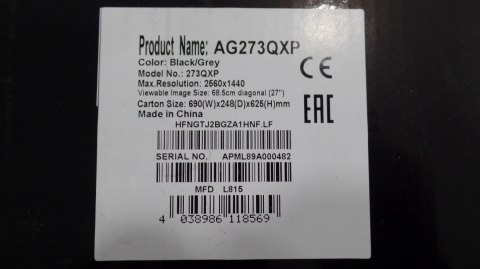 Product Name: AG273QXP
Color: Black/Grey
Model No.: 273QXP
Max.Resolution: 2560x1440
Viewable Image Size: 68.5cm diagonal (27")
Carton Size: 690(W)x248(D)x625(H)mm
Made in China
CE
EAC
HFNGTJ2BGZA1HNF.LF
SERIAL NO. APML89A000482
MFD L815
4 038986 118569